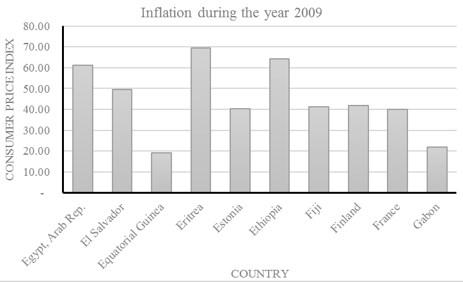 Inflation during the year 2009
CONSUMER PRICE INDEX
80.00
70.00
60.00
50.00
40.00
30.00
20.00
10.00
-
Egypt, Arab Rep.
El Salvador
Equatorial Guinea
Eritrea
Estonia
Ethiopia
Fiji
Finland
France
Gabon
COUNTRY